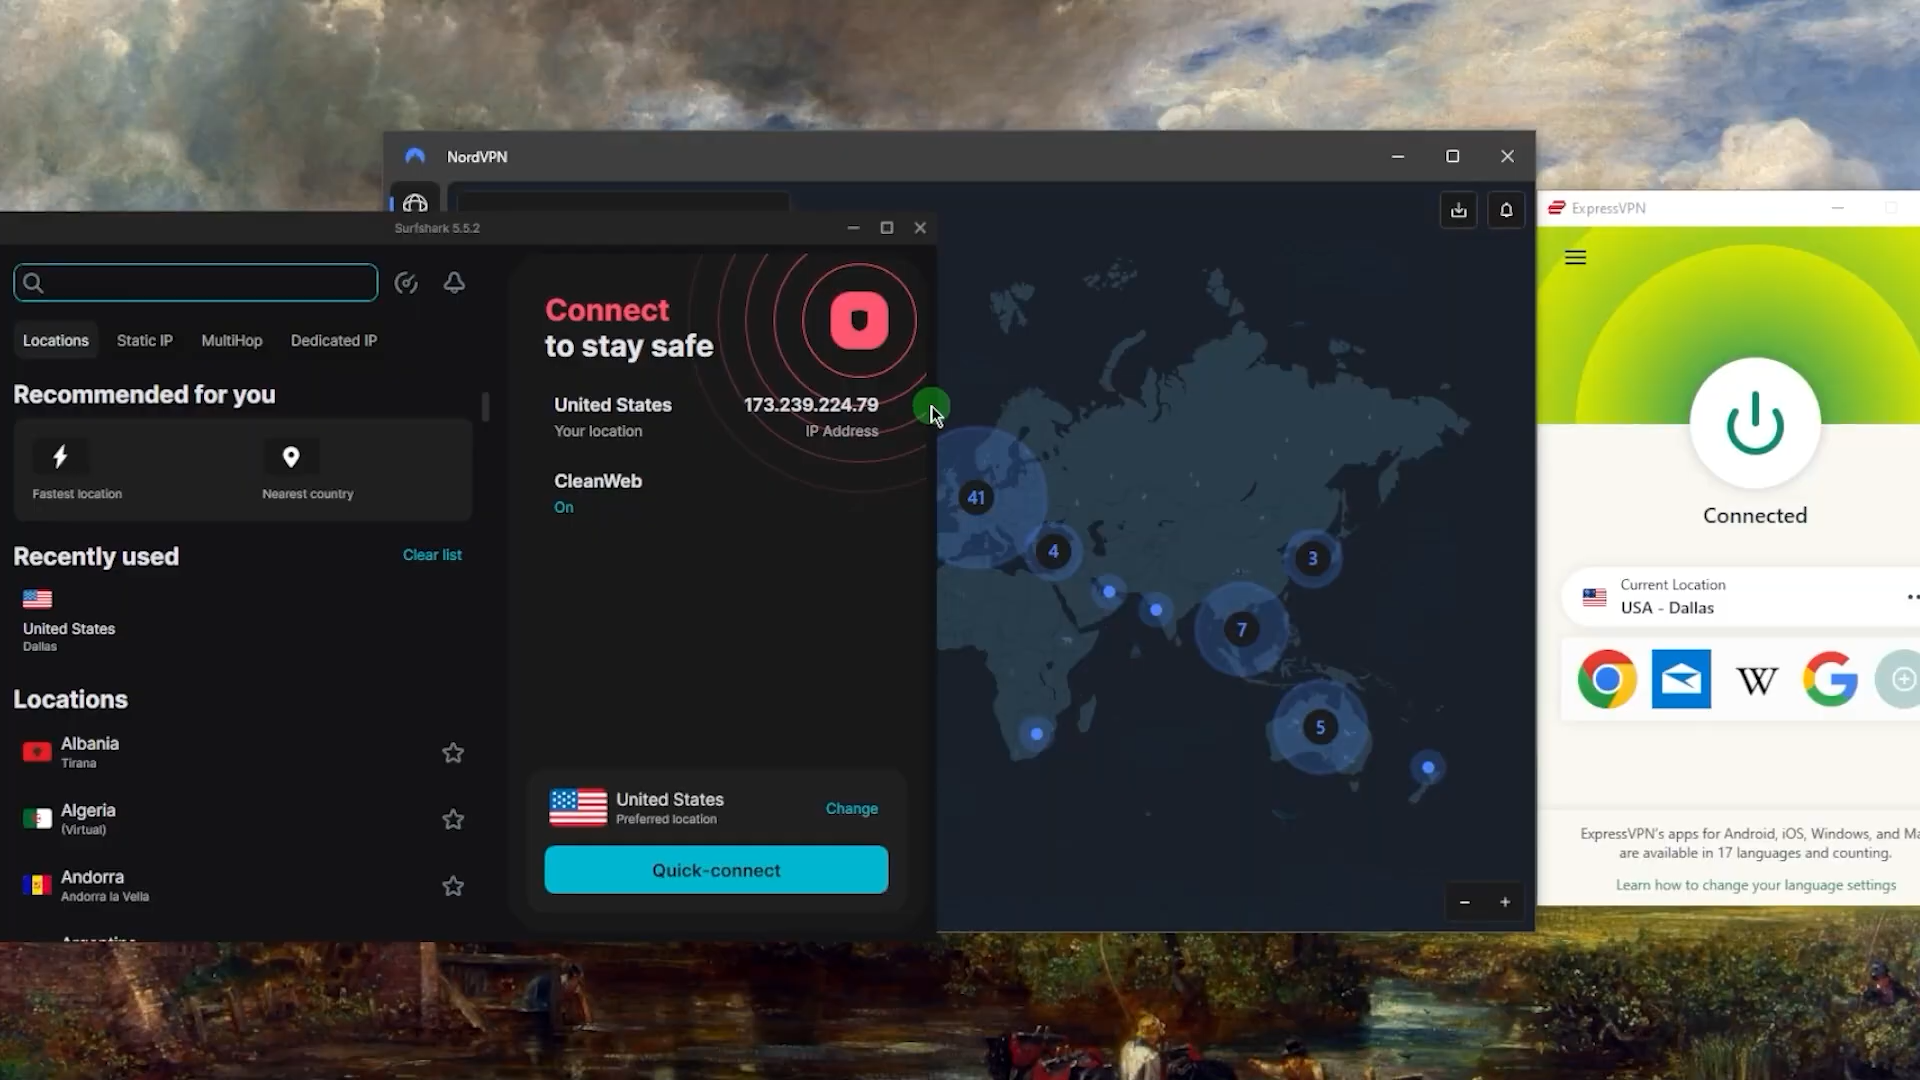 NordVPN
Surfshark 5.5.2
Locations
Static IP
MultiHop
Dedicated IP
Recommended for you
Fastest location
Nearest country
Recently used
Clear list
United States
Dallas
Locations
Albania
Tirana
Algeria
(Virtual)
Andorra
Andorra la Vella
Connect
to stay safe
United States
173.239.224.79
Your location
IP Address
CleanWeb
On
United States
Preferred location
Change
Quick-connect
41
4
3
7
5
ExpressVPN
Connected
Current Location
USA - Dallas
W
ExpressVPN's apps for Android, iOS, Windows, and Ma
are available in 17 languages and counting.
Learn how to change your language settings